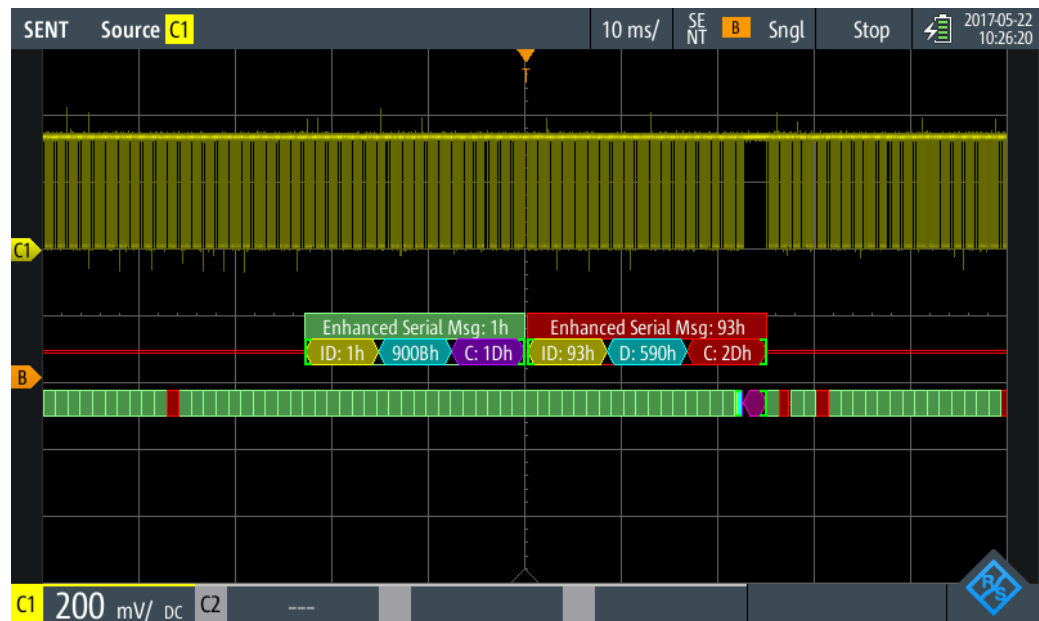 SENT Source C1 10 ms/ SE NT B Sngl Stop 2017-05-22 10:26:20
T
C1
Enhanced Serial Msg: 1h Enhanced Serial Msg: 93h
ID: 1h 900Bh C: 1Dh ID: 93h D: 590h C: 2Dh
B
C1 200 mV/ DC C2 ---
R&S